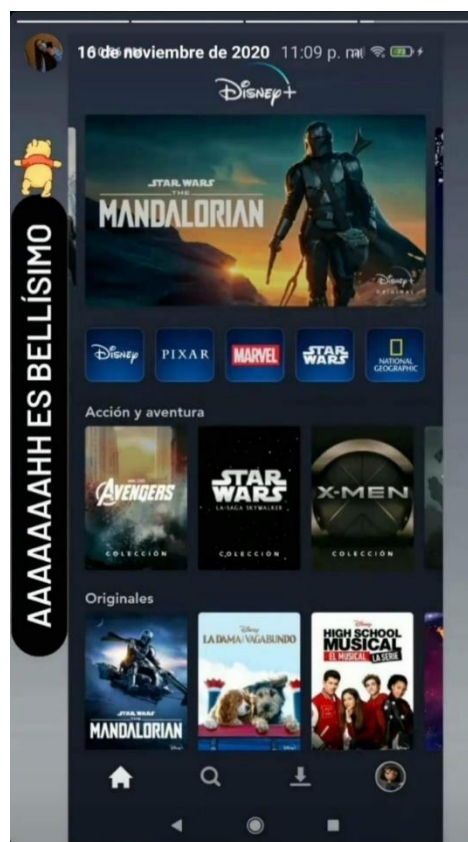 16 de noviembre de 2020 11:09 p. m.
Disney+
STAR WARS
THE
MANDALORIAN
Disney+
ORIGINAL
AAAAAAAHH ES BELLÍSIMO
Disney
PIXAR
MARVEL
STAR WARS
NATIONAL GEOGRAPHIC
Acción y aventura
AVENGERS
COLECCIÓN
STAR WARS
LA SAGA SKYWALKER
COLECCIÓN
X-MEN
COLECCIÓN
Originales
STAR WARS
THE
MANDALORIAN
Disney
LA DAMA Y VAGABUNDO
Disney
HIGH SCHOOL
MUSICAL
EL MUSICAL LA SERIE